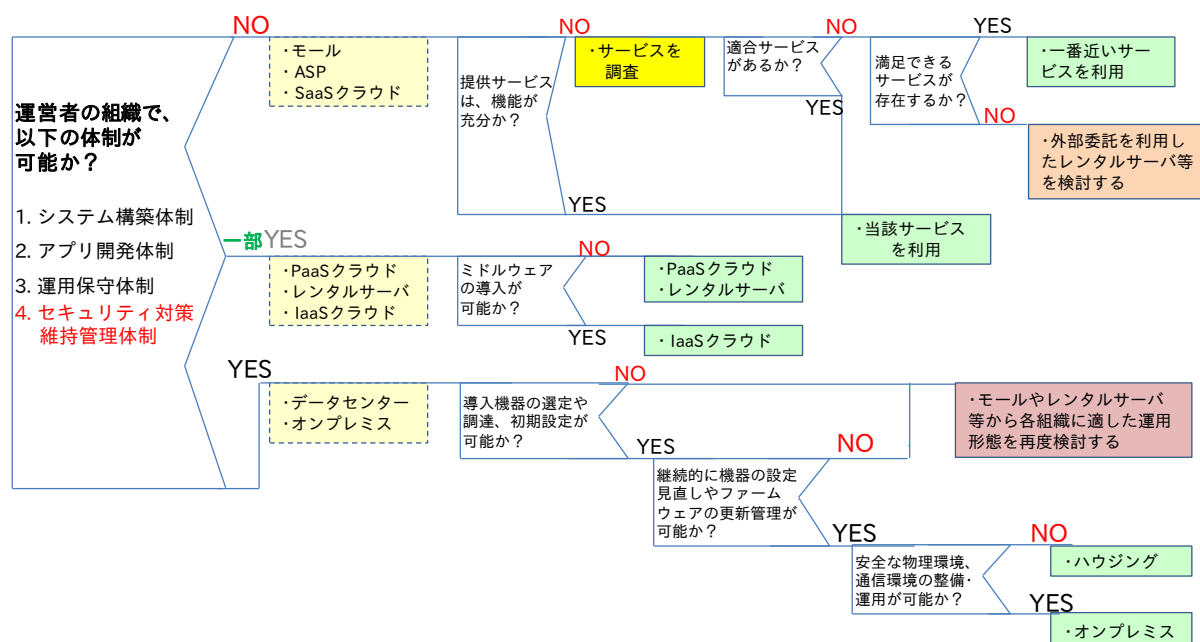 運営者の組織で、
以下の体制が
可能か？
1. システム構築体制
2. アプリ開発体制
3. 運用保守体制
4. セキュリティ対策
維持管理体制
NO
・モール
・ASP
・SaaSクラウド
提供サービス
は、機能が
充分か？
NO
・サービスを
調査
適合サービス
があるか？
NO
満足できる
サービスが
存在するか？
YES
・一番近いサー
ビスを利用
NO
・外部委託を利用し
たレンタルサーバ等
を検討する
YES
YES
・当該サービス
を利用
一部YES
・PaaSクラウド
・レンタルサーバ
・IaaSクラウド
ミドルウェア
の導入が
可能か？
NO
・PaaSクラウド
・レンタルサーバ
YES
・IaaSクラウド
YES
・データセンター
・オンプレミス
導入機器の選定や
調達、初期設定が
可能か？
NO
・モールやレンタルサーバ
等から各組織に適した運用
形態を再度検討する
YES
継続的に機器の設定
見直しやファーム
ウェアの更新管理が
可能か？
NO
YES
安全な物理環境、
通信環境の整備・
運用が可能か？
NO
・ハウジング
YES
・オンプレミス